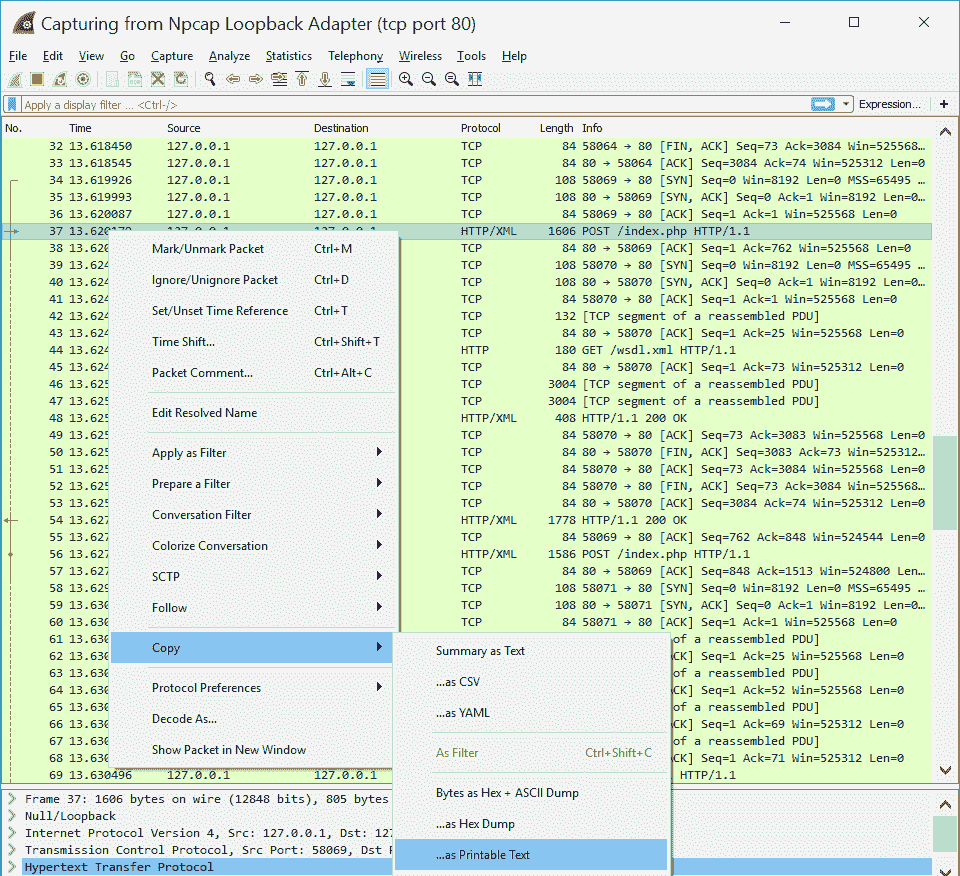 Capturing from Npcap Loopback Adapter (tcp port 80)
File Edit View Go Capture Analyze Statistics Telephony Wireless Tools Help
Apply a display filter ... <Ctrl-/> Expression... +
No. Time Source Destination Protocol Length Info
32 13.618450 127.0.0.1 127.0.0.1 TCP 84 58064 → 80 [FIN, ACK] Seq=73 Ack=3084 Win=525568…
33 13.618545 127.0.0.1 127.0.0.1 TCP 84 80 → 58064 [ACK] Seq=3084 Ack=74 Win=525312 Len=0
34 13.619926 127.0.0.1 127.0.0.1 TCP 108 58069 → 80 [SYN] Seq=0 Win=8192 Len=0 MSS=65495 …
35 13.619993 127.0.0.1 127.0.0.1 TCP 108 80 → 58069 [SYN, ACK] Seq=0 Ack=1 Win=8192 Len=0…
36 13.620087 127.0.0.1 127.0.0.1 TCP 84 58069 → 80 [ACK] Seq=1 Ack=1 Win=525568 Len=0
37 HTTP/XML 1606 POST /index.php HTTP/1.1
38 13.620 TCP 84 80 → 58069 [ACK] Seq=1 Ack=762 Win=525568 Len=0
39 13.624 TCP 108 58070 → 80 [SYN] Seq=0 Win=8192 Len=0 MSS=65495 …
40 13.624 TCP 108 80 → 58070 [SYN, ACK] Seq=0 Ack=1 Win=8192 Len=0…
41 13.624 TCP 84 58070 → 80 [ACK] Seq=1 Ack=1 Win=525568 Len=0
42 13.624 TCP 132 [TCP segment of a reassembled PDU]
43 13.624 TCP 84 80 → 58070 [ACK] Seq=1 Ack=25 Win=525568 Len=0
44 13.624 HTTP 180 GET /wsdl.xml HTTP/1.1
45 13.624 TCP 84 80 → 58070 [ACK] Seq=1 Ack=73 Win=525312 Len=0
46 13.625 TCP 3004 [TCP segment of a reassembled PDU]
47 13.625 TCP 3004 [TCP segment of a reassembled PDU]
48 13.625 HTTP/XML 408 HTTP/1.1 200 OK
49 13.625 TCP 84 58070 → 80 [ACK] Seq=73 Ack=3083 Win=525568 Len=0
50 13.625 TCP 84 80 → 58070 [FIN, ACK] Seq=3083 Ack=73 Win=525312…
51 13.625 TCP 84 58070 → 80 [ACK] Seq=73 Ack=3084 Win=525568 Len=0
52 13.625 TCP 84 58070 → 80 [FIN, ACK] Seq=73 Ack=3084 Win=525568…
53 13.625 TCP 84 80 → 58070 [ACK] Seq=3084 Ack=74 Win=525312 Len=0
54 13.627 HTTP/XML 1778 HTTP/1.1 200 OK
55 13.627 TCP 84 58069 → 80 [ACK] Seq=762 Ack=848 Win=524544 Len=0
56 13.627 HTTP/XML 1586 POST /index.php HTTP/1.1
57 13.627 TCP 84 80 → 58069 [ACK] Seq=848 Ack=1513 Win=524800 Len…
58 13.629 TCP 108 58071 → 80 [SYN] Seq=0 Win=8192 Len=0 MSS=65495 …
59 13.630 TCP 108 80 → 58071 [SYN, ACK] Seq=0 Ack=1 Win=8192 Len=0…
60 13.630 TCP 84 58071 → 80 [ACK] Seq=1 Ack=1 Win=525568 Len=0
61 13.630 of a reassembled PDU]
62 13.630 CK] Seq=1 Ack=25 Win=525568 Len=0
63 13.630 of a reassembled PDU]
64 13.630 CK] Seq=1 Ack=52 Win=525568 Len=0
65 13.630 of a reassembled PDU]
66 13.630 CK] Seq=1 Ack=69 Win=525312 Len=0
67 13.630 of a reassembled PDU]
68 13.630 CK] Seq=1 Ack=71 Win=525312 Len=0
69 13.630496 127.0.0.1 127.0.0.1 HTTP/1.1
Mark/Unmark Packet Ctrl+M
Ignore/Unignore Packet Ctrl+D
Set/Unset Time Reference Ctrl+T
Time Shift... Ctrl+Shift+T
Packet Comment... Ctrl+Alt+C
Edit Resolved Name
Apply as Filter
Prepare a Filter
Conversation Filter
Colorize Conversation
SCTP
Follow
Copy
Protocol Preferences
Decode As...
Show Packet in New Window
Summary as Text
...as CSV
...as YAML
As Filter Ctrl+Shift+C
Bytes as Hex + ASCII Dump
...as Hex Dump
...as Printable Text
Frame 37: 1606 bytes on wire (12848 bits), 805 bytes
Null/Loopback
Internet Protocol Version 4, Src: 127.0.0.1, Dst: 127
Transmission Control Protocol, Src Port: 58069, Dst P
Hypertext Transfer Protocol